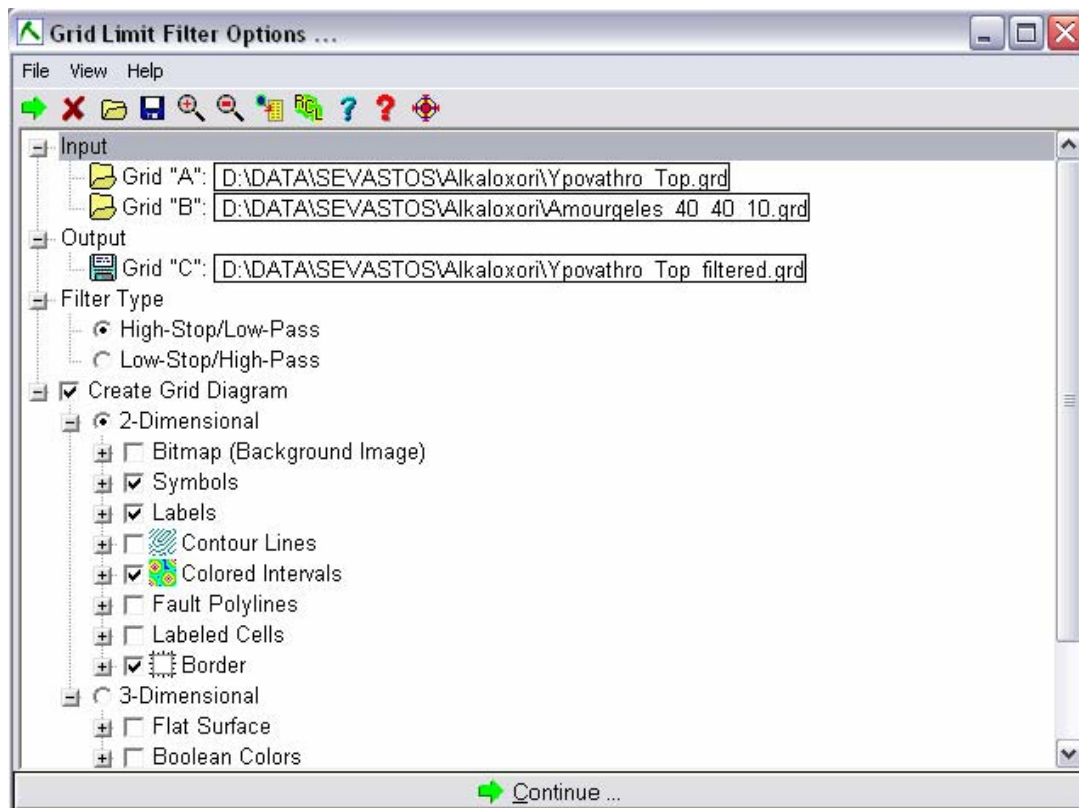 Grid Limit Filter Options ...
File View Help
Input
Grid "A": D:\DATA\SEVASTOS\Alkaloxori\Ypovathro_Top.grd
Grid "B": D:\DATA\SEVASTOS\Alkaloxori\Amourgeles_40_40_10.grd
Output
Grid "C": D:\DATA\SEVASTOS\Alkaloxori\Ypovathro_Top_filtered.grd
Filter Type
High-Stop/Low-Pass
Low-Stop/High-Pass
Create Grid Diagram
2-Dimensional
Bitmap (Background Image)
Symbols
Labels
Contour Lines
Colored Intervals
Fault Polylines
Labeled Cells
Border
3-Dimensional
Flat Surface
Boolean Colors
Continue ...